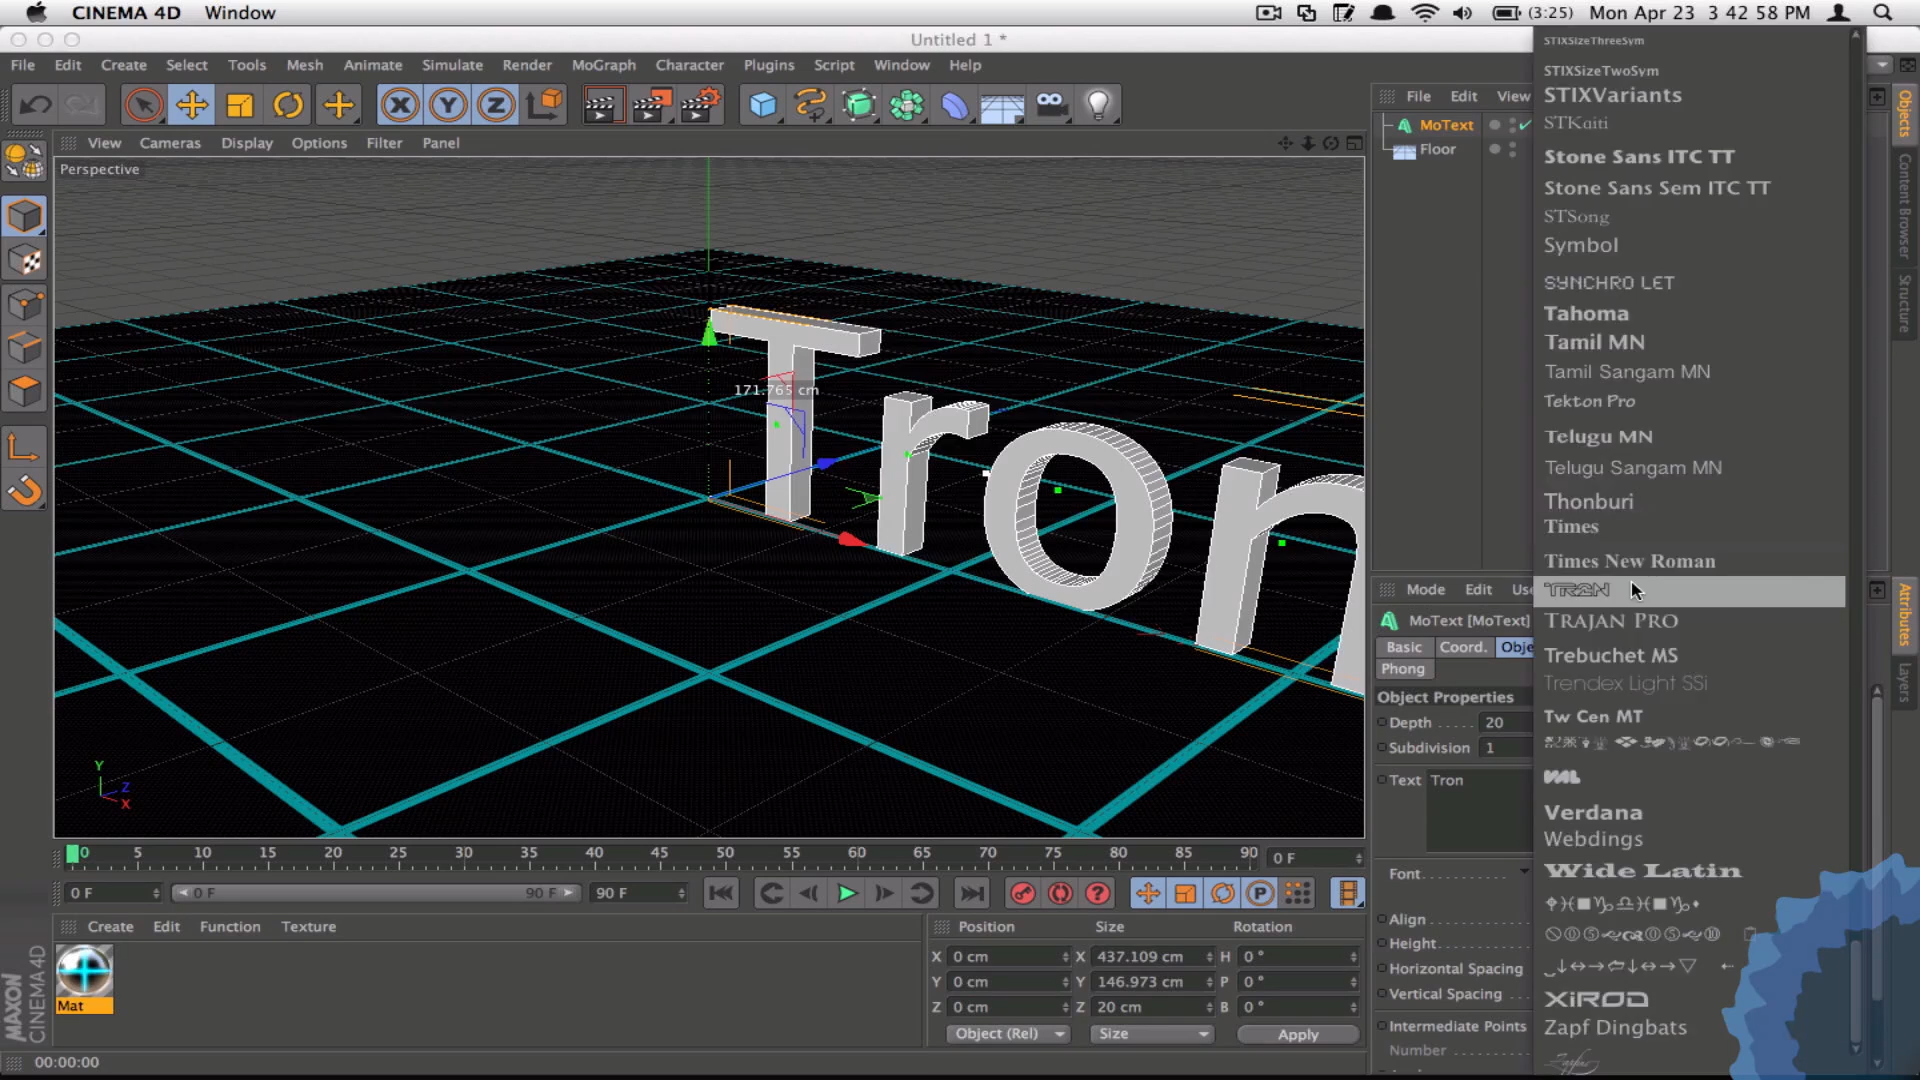 CINEMA 4D Window (3:25) Mon Apr 23 3 42 58 PM
Untitled 1 *
File Edit Create Select Tools Mesh Animate Simulate Render MoGraph Character Plugins Script Window Help
X Y Z
File Edit View
MoText
Floor
View Cameras Display Options Filter Panel
Perspective
171.765 cm
Tron
Y
Z
X
STIXSizeThreeSym
STIXSizeTwoSym
STIXVariants
STKaiti
Stone Sans ITC TT
Stone Sans Sem ITC TT
STSong
Symbol
SYNCHRO LET
Tahoma
Tamil MN
Tamil Sangam MN
Tekton Pro
Telugu MN
Telugu Sangam MN
Thonburi
Times
Times New Roman
TRON
TRAJAN PRO
Trebuchet MS
Trendex Light SSi
Tw Cen MT
VAL
Verdana
Webdings
Wide Latin
XIROD
Zapf Dingbats
Objects
Content Browser
Structure
Attributes
Layers
Mode Edit Use
MoText [MoText]
Basic Coord. Obje
Phong
Object Properties
Depth 20
Subdivision 1
Text Tron
Font
Align
Height
Horizontal Spacing
Vertical Spacing
Intermediate Points
Number
0 5 10 15 20 25 30 35 40 45 50 55 60 65 70 75 80 85 90 0 F
0 F 0 F 90 F 90 F
P
Create Edit Function Texture
Mat
MAXON
CINEMA 4D
Position Size Rotation
X 0 cm X 437.109 cm H 0 °
Y 0 cm Y 146.973 cm P 0 °
Z 0 cm Z 20 cm B 0 °
Object (Rel) Size Apply
00:00:00